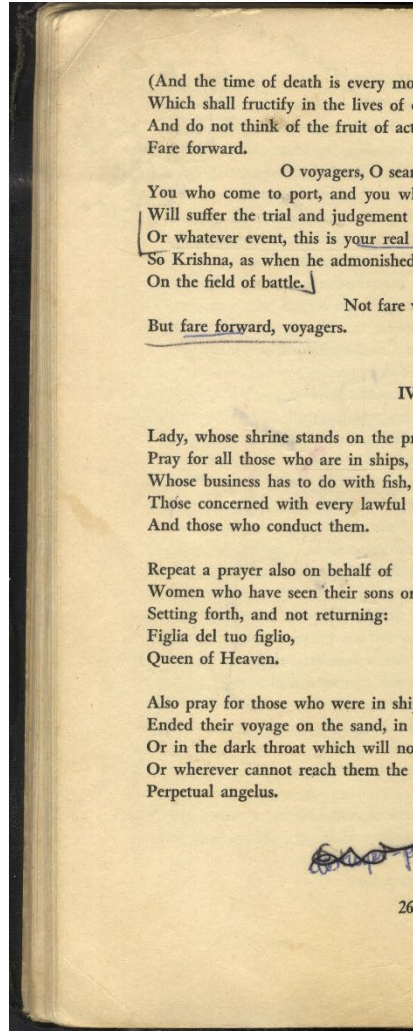 (And the time of death is every mo
Which shall fructify in the lives of
And do not think of the fruit of act
Fare forward.
O voyagers, O sear
You who come to port, and you wh
Will suffer the trial and judgement
Or whatever event, this is your real
So Krishna, as when he admonished
On the field of battle.
Not fare
But fare forward, voyagers.
IV
Lady, whose shrine stands on the pr
Pray for all those who are in ships,
Whose business has to do with fish,
Those concerned with every lawful
And those who conduct them.
Repeat a prayer also on behalf of
Women who have seen their sons or
Setting forth, and not returning:
Figlia del tuo figlio,
Queen of Heaven.
Also pray for those who were in ship
Ended their voyage on the sand, in
Or in the dark throat which will no
Or wherever cannot reach them the
Perpetual angelus.
26